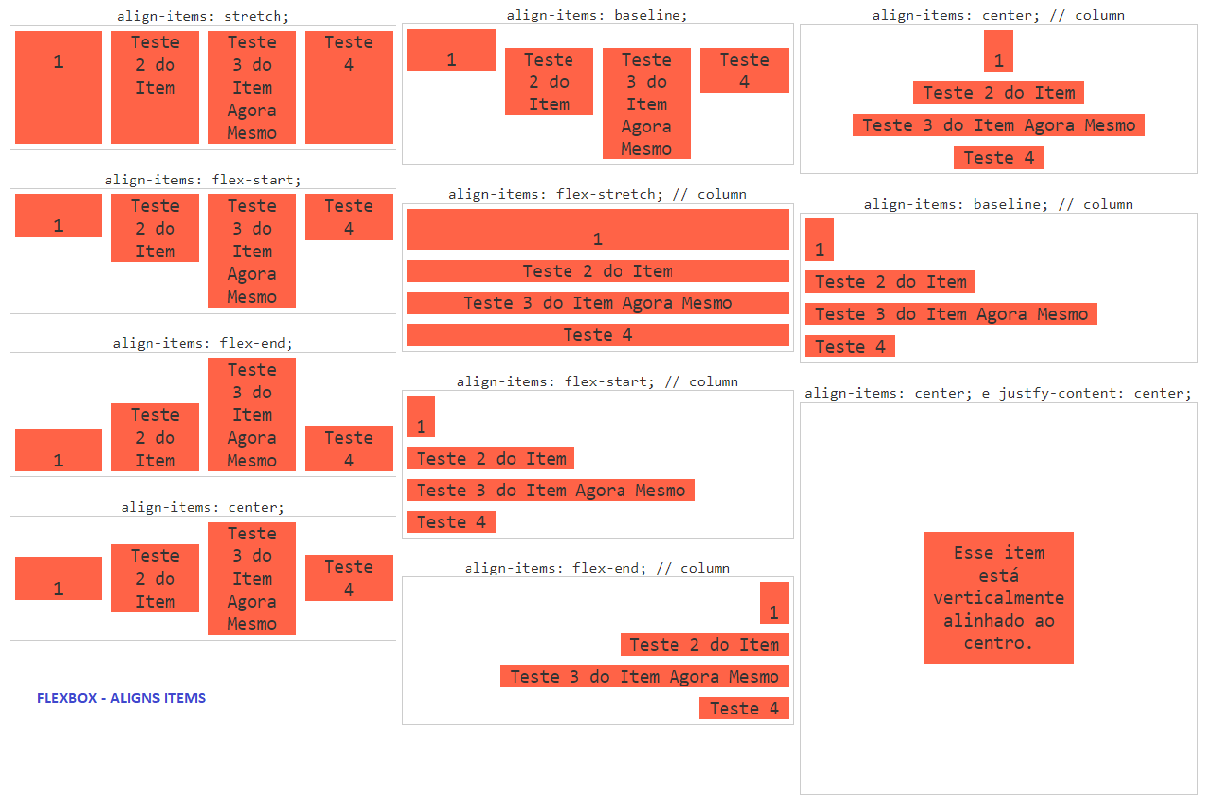 align-items: stretch;
1
Teste
2 do
Item
Teste
3 do
Item
Agora
Mesmo
Teste
4
align-items: flex-start;
1
Teste
2 do
Item
Teste
3 do
Item
Agora
Mesmo
Teste
4
align-items: flex-end;
1
Teste
2 do
Item
Teste
3 do
Item
Agora
Mesmo
Teste
4
align-items: center;
1
Teste
2 do
Item
Teste
3 do
Item
Agora
Mesmo
Teste
4
FLEXBOX - ALIGNS ITEMS
align-items: baseline;
1
Teste
2 do
Item
Teste
3 do
Item
Agora
Mesmo
Teste
4
align-items: flex-stretch; // column
1
Teste 2 do Item
Teste 3 do Item Agora Mesmo
Teste 4
align-items: flex-start; // column
1
Teste 2 do Item
Teste 3 do Item Agora Mesmo
Teste 4
align-items: flex-end; // column
1
Teste 2 do Item
Teste 3 do Item Agora Mesmo
Teste 4
align-items: center; // column
1
Teste 2 do Item
Teste 3 do Item Agora Mesmo
Teste 4
align-items: baseline; // column
1
Teste 2 do Item
Teste 3 do Item Agora Mesmo
Teste 4
align-items: center; e justfy-content: center;
Esse item
está
verticalmente
alinhado ao
centro.